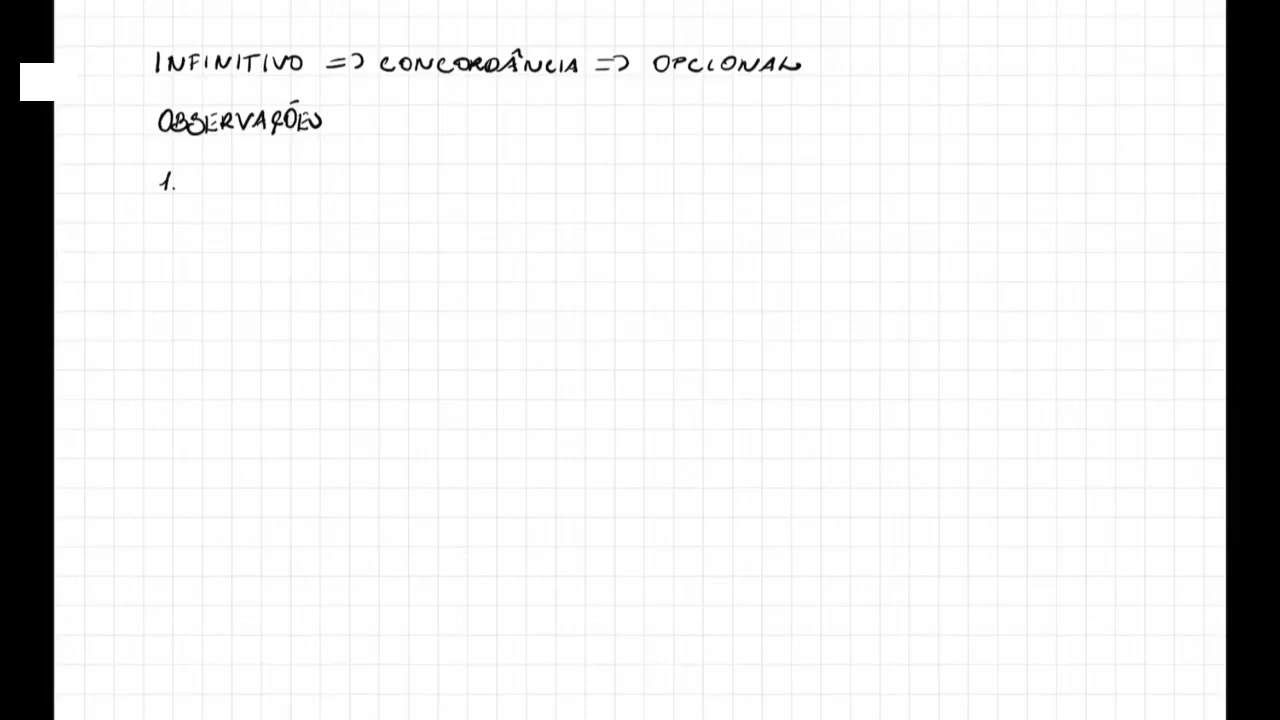 INFINITIVO => CONCORDÂNCIA => OPCIONAL
OBSERVAÇÕES
1.